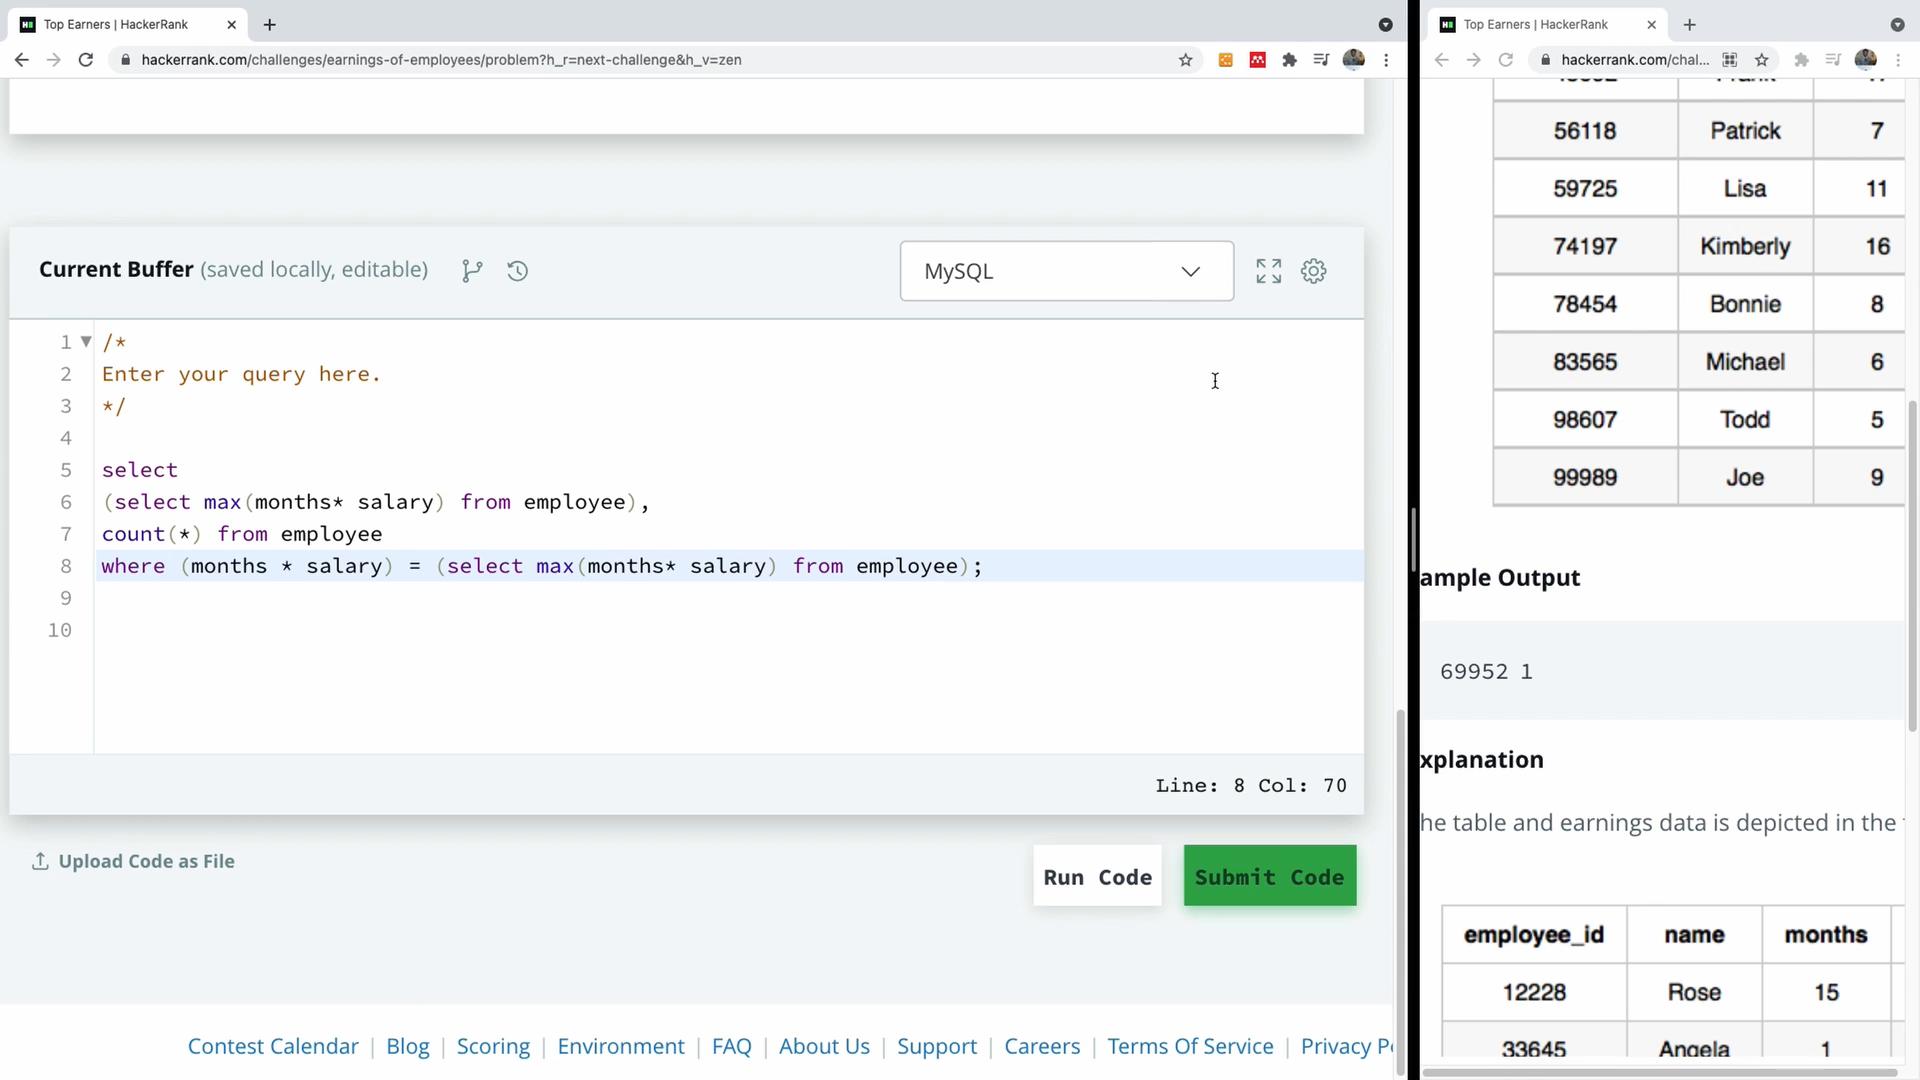 Top Earners | HackerRank
hackerrank.com/challenges/earnings-of-employees/problem?h_r=next-challenge&h_v=zen
Current Buffer (saved locally, editable)
MySQL
1 /*
2 Enter your query here.
3 */
4
5 select
6 (select max(months* salary) from employee),
7 count(*) from employee
8 where (months * salary) = (select max(months* salary) from employee);
9
10
Line: 8 Col: 70
Upload Code as File
Run Code
Submit Code
Contest Calendar | Blog | Scoring | Environment | FAQ | About Us | Support | Careers | Terms Of Service | Privacy P
Top Earners | HackerRank
hackerrank.com/chal...
56118 Patrick 7
59725 Lisa 11
74197 Kimberly 16
78454 Bonnie 8
83565 Michael 6
98607 Todd 5
99989 Joe 9
ample Output
69952 1
xplanation
he table and earnings data is depicted in the
employee_id name months
12228 Rose 15
33645 Angela 1